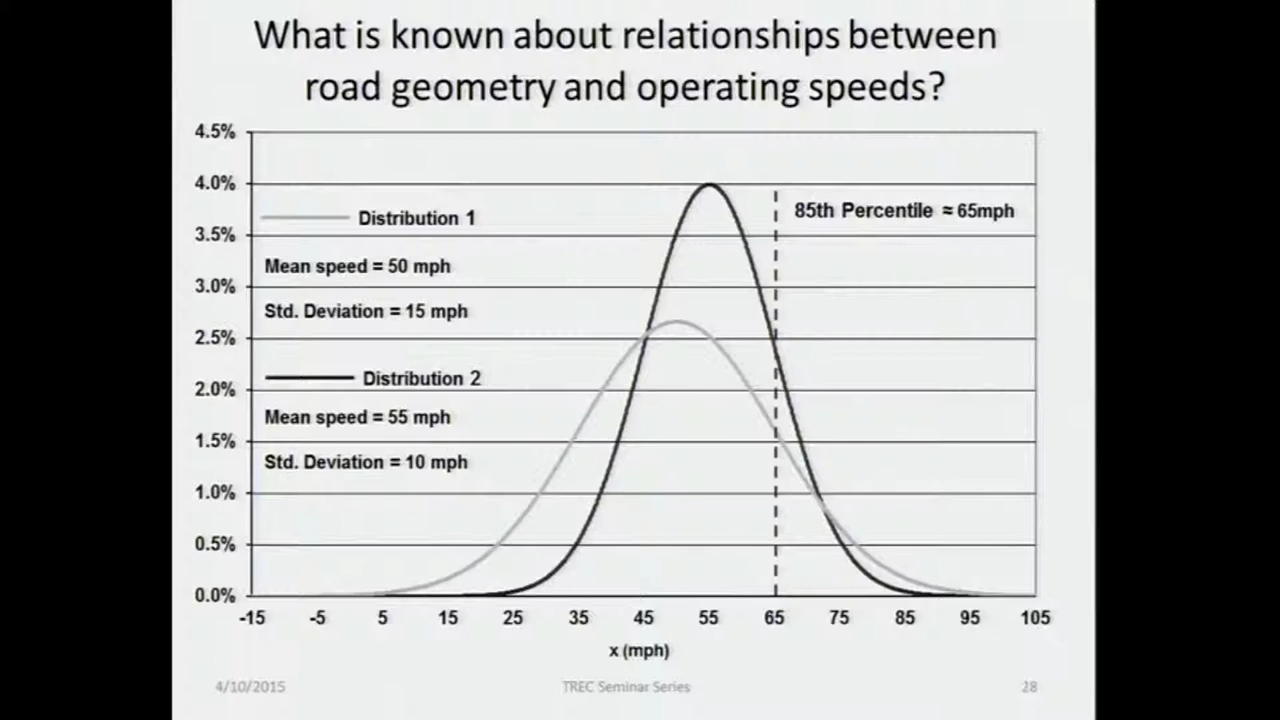 What is known about relationships between
road geometry and operating speeds?
4.5%
4.0%
3.5%
3.0%
2.5%
2.0%
1.5%
1.0%
0.5%
0.0%
Distribution 1
Mean speed = 50 mph
Std. Deviation = 15 mph
Distribution 2
Mean speed = 55 mph
Std. Deviation = 10 mph
85th Percentile ≈ 65mph
-15 -5 5 15 25 35 45 55 65 75 85 95 105
x (mph)
4/10/2015 TREC Seminar Series 28